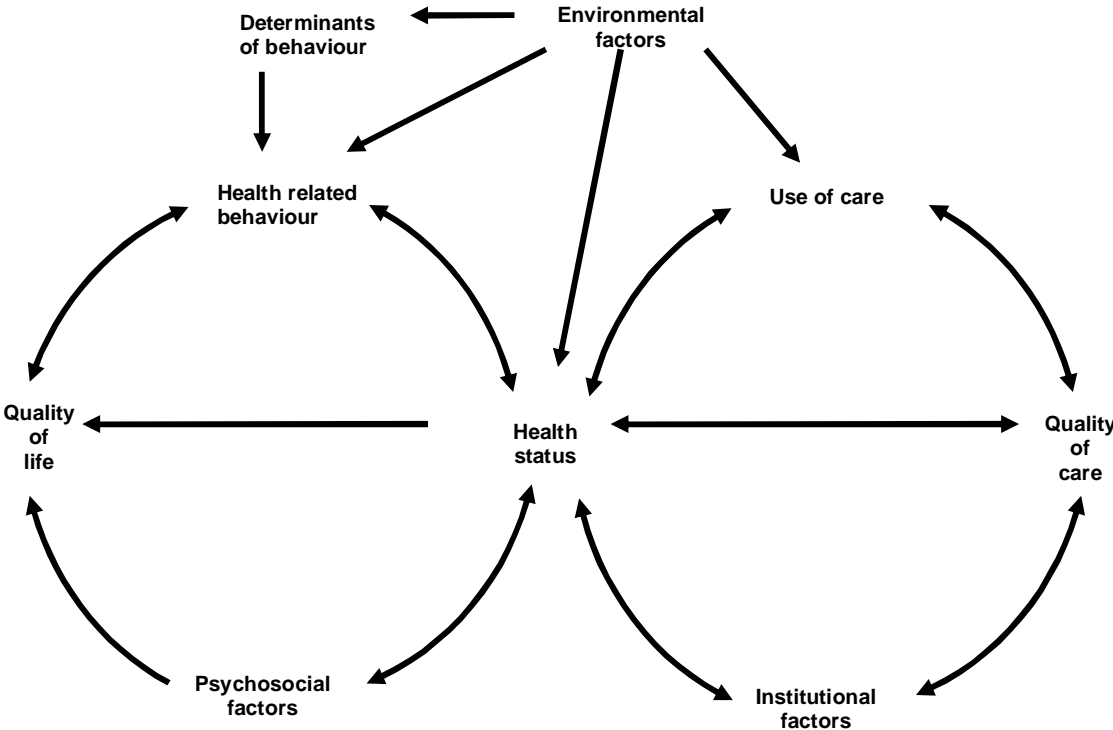 Determinants
of behaviour
Environmental
factors
Health related
behaviour
Use of care
Quality
of
life
Health
status
Quality
of
care
Psychosocial
factors
Institutional
factors